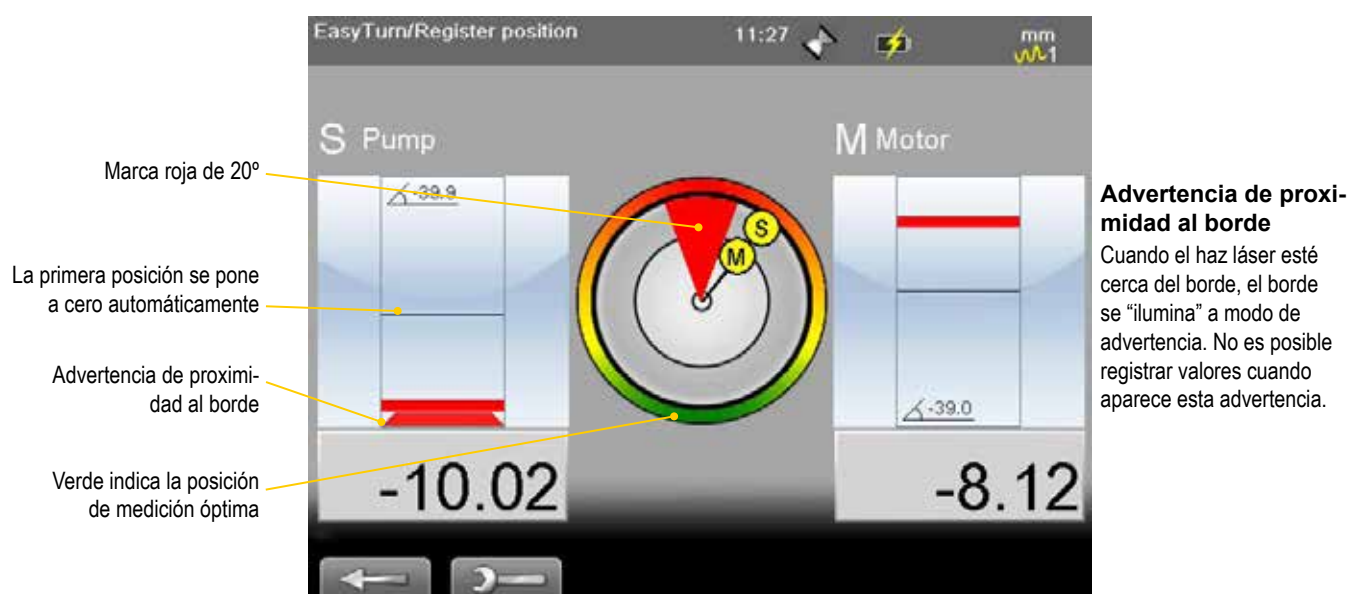 EasyTurn/Register position
11:27
mm
1
S Pump
M Motor
Marca roja de 20º
-39.9
S
M
La primera posición se pone
a cero automáticamente
Advertencia de proximi-
dad al borde
-39.0
Verde indica la posición
de medición óptima
-10.02
-8.12
Advertencia de proxi-
midad al borde
Cuando el haz láser esté
cerca del borde, el borde
se “ilumina” a modo de
advertencia. No es posible
registrar valores cuando
aparece esta advertencia.